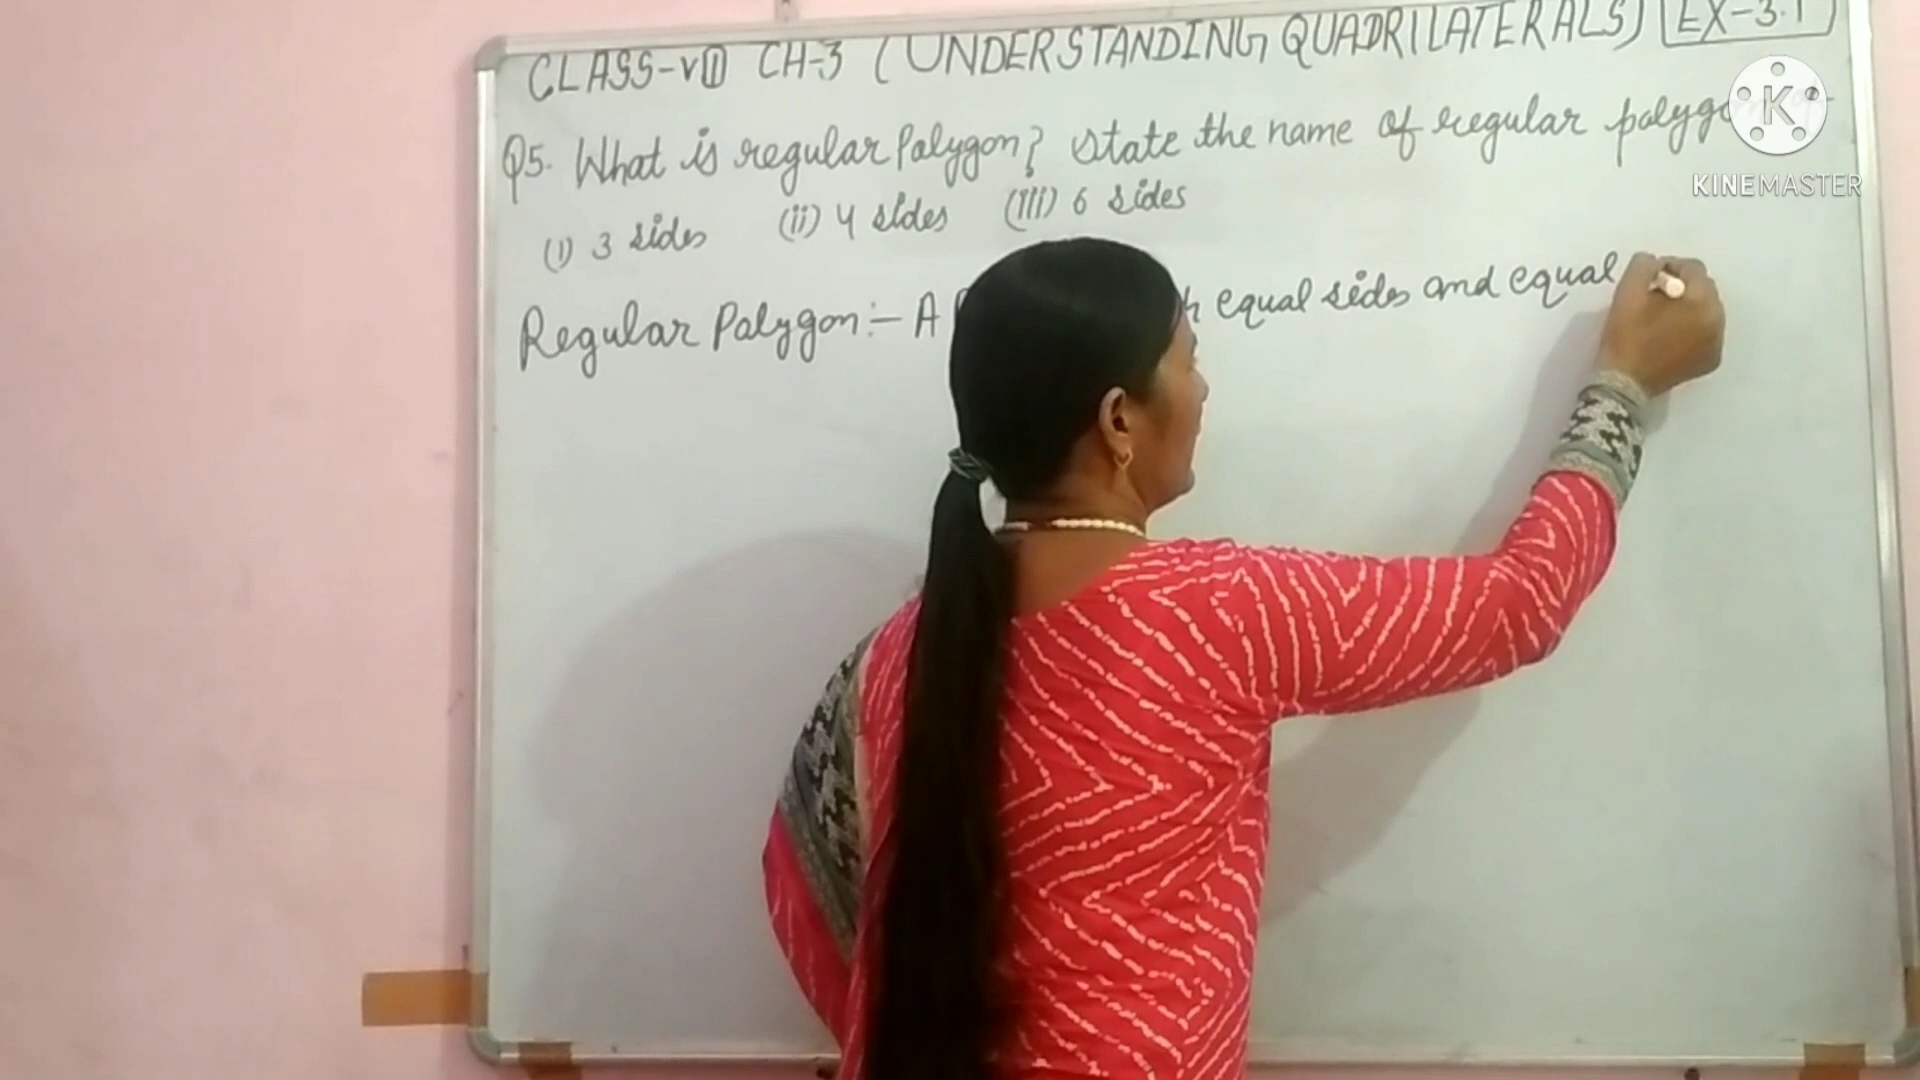 CLASS-VIII CH-3 (UNDERSTANDING QUADRILATERALS) EX-3.1
Q5. What is regular Polygon? State the name of regular
(i) 3 sides (ii) 4 sides (iii) 6 sides
Regular Polygon:- A equal sides and equal
K
KINEMASTER